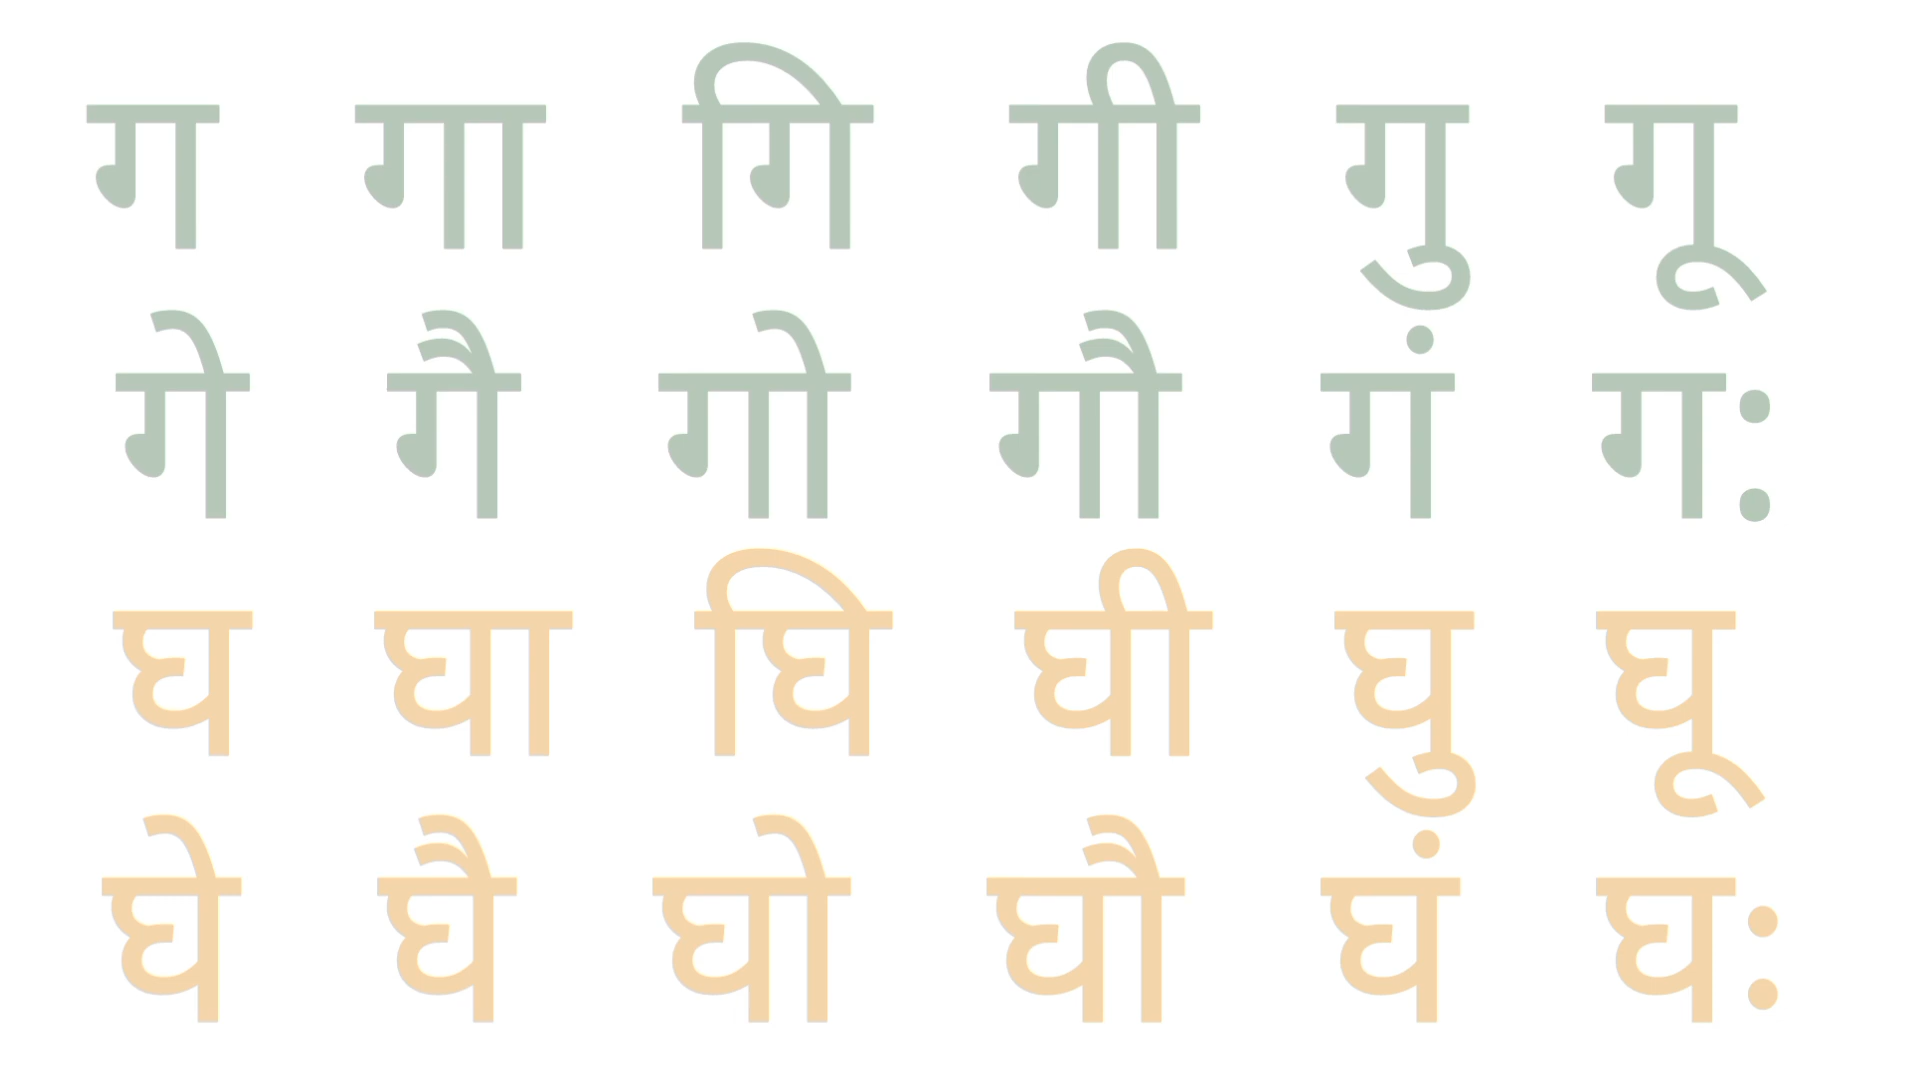 ग गा गि गी गु गू
गे गै गो गौ गं गः
घ घा घि घी घु घू
घे घै घो घौ घं घः